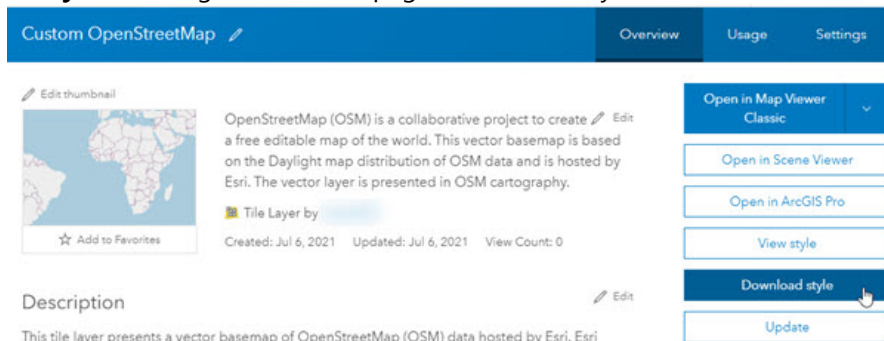 Custom OpenStreetMap
Overview
Usage
Settings
Edit thumbnail
Add to Favorites
OpenStreetMap (OSM) is a collaborative project to create
Edit
a free editable map of the world. This vector basemap is based
on the Daylight map distribution of OSM data and is hosted
by Esri. The vector layer is presented in OSM cartography.
Tile Layer by
Created: Jul 6, 2021 Updated: Jul 6, 2021 View Count: 0
Open in Map Viewer
Classic
Open in Scene Viewer
Open in ArcGIS Pro
View style
Download style
Update
Description
Edit
This tile layer presents a vector basemap of OpenStreetMap (OSM) data hosted by Esri. Esri